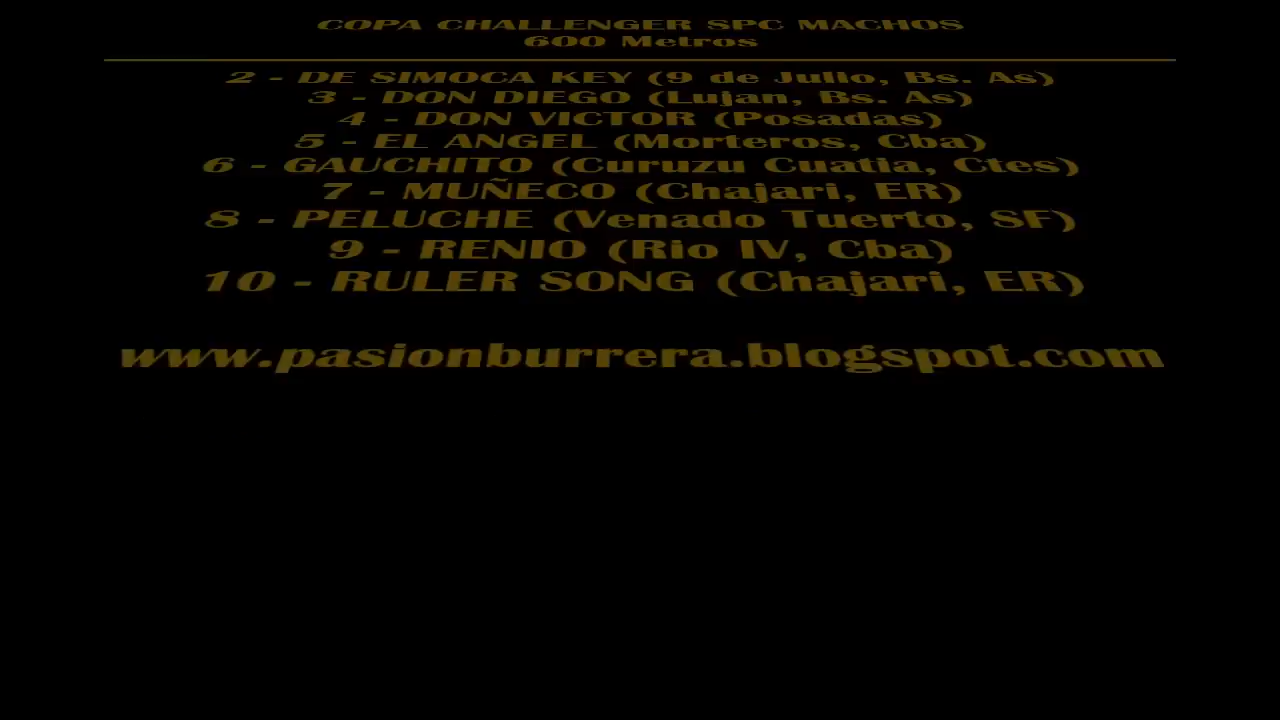 COPA CHALLENGER SPC MACHOS
600 Metros
2 - DE SIMOCA KEY (9 de Julio, Bs. As)
3 - DON DIEGO (Lujan, Bs. As)
4 - DON VICTOR (Posadas)
5 - EL ANGEL (Morteros, Cba)
6 - GAUCHITO (Curuzu Cuatia, Ctes)
7 - MUÑECO (Chajari, ER)
8 - PELUCHE (Venado Tuerto, SF)
9 - RENIO (Rio IV, Cba)
10 - RULER SONG (Chajari, ER)
www.pasionburrera.blogspot.com